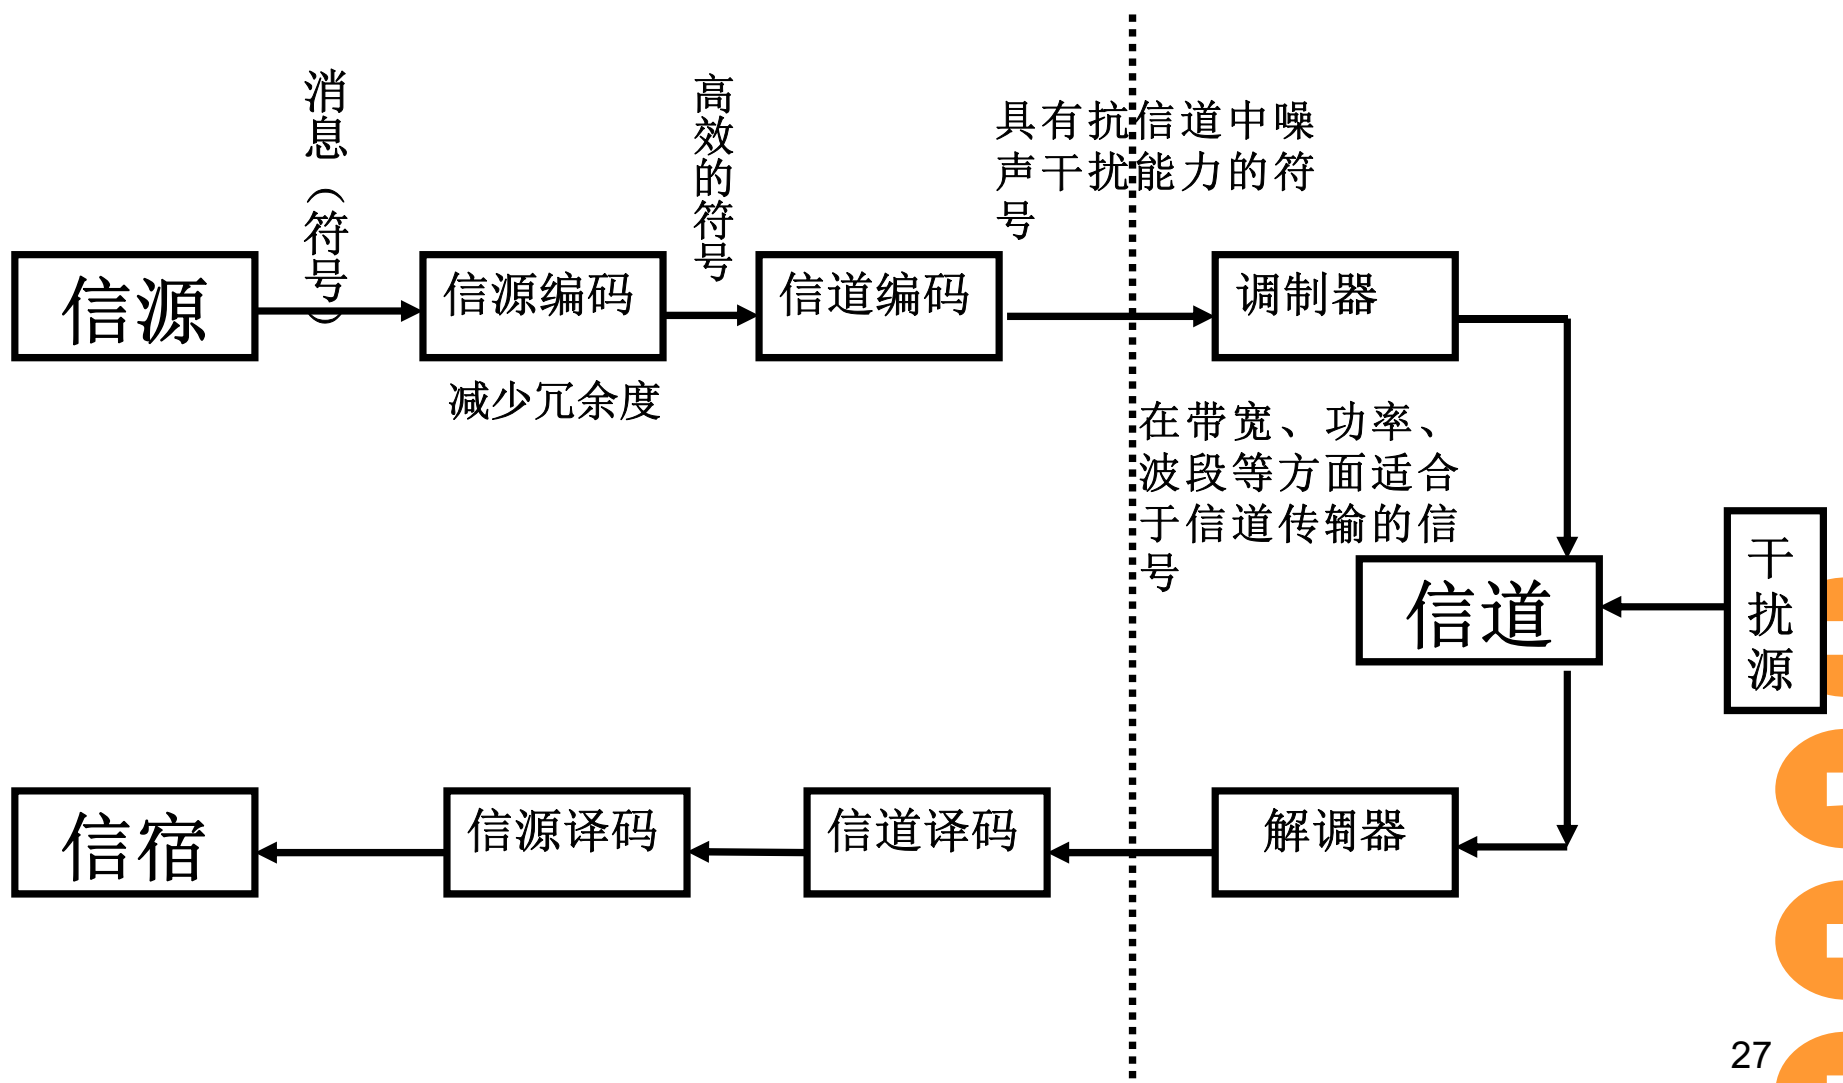 消息（符号）
高效的符号
具有抗信道中噪
声干扰能力的符
号
信源
信源编码
信道编码
调制器
减少冗余度
在带宽、功率、
波段等方面适合
于信道传输的信
号
信道
干扰源
信宿
信源译码
信道译码
解调器
27